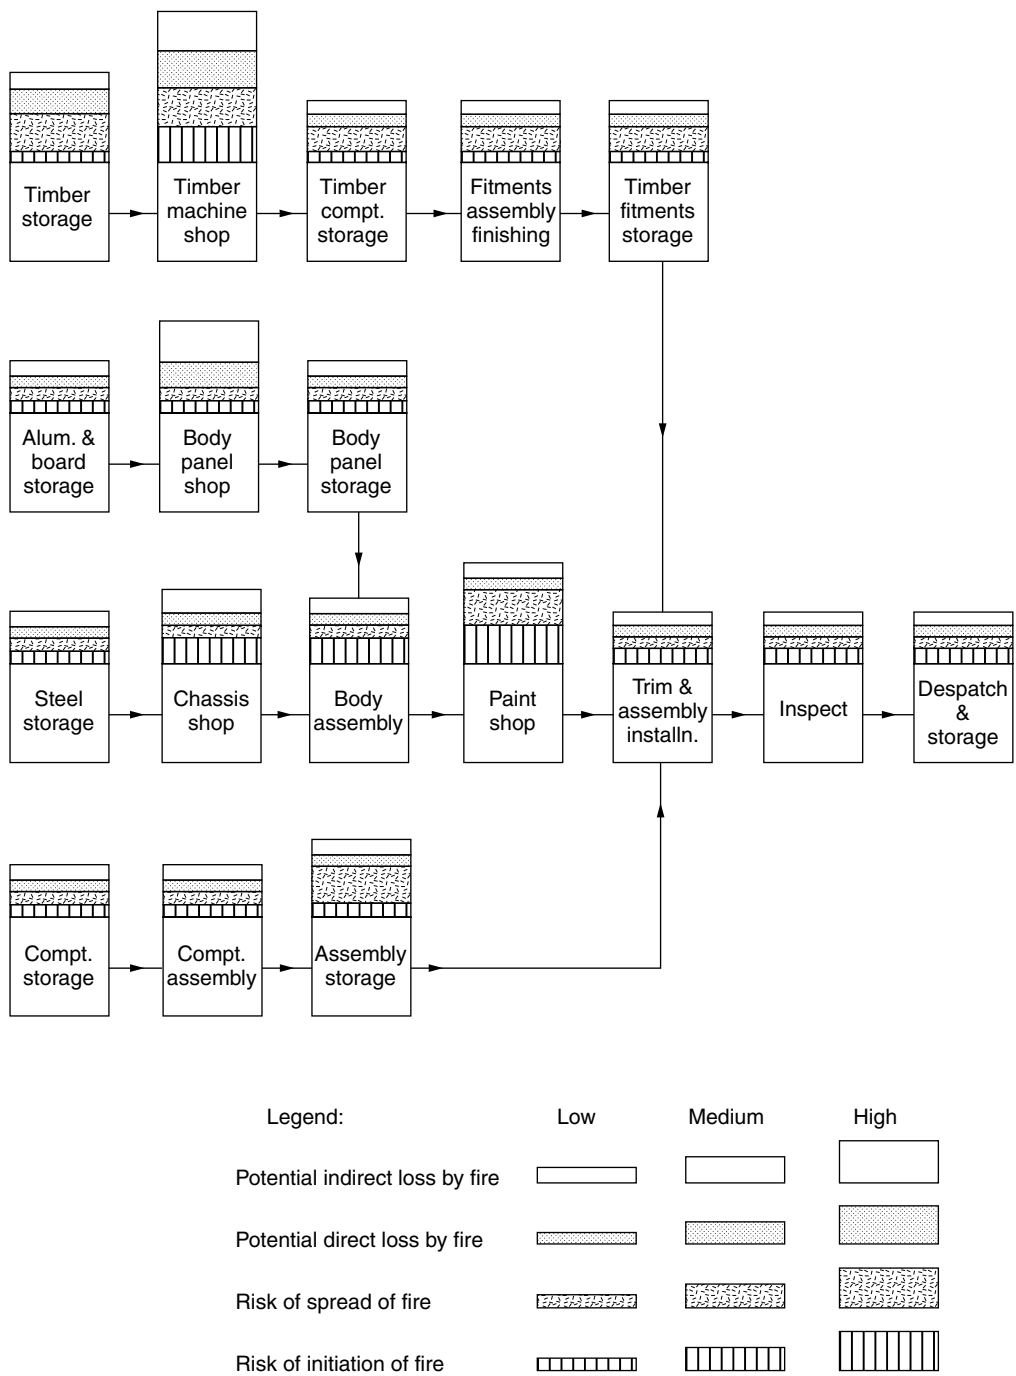 Timber
storage
Timber
machine
shop
Timber
compt.
storage
Fitments
assembly
finishing
Timber
fitments
storage
Alum. &
board
storage
Body
panel
shop
Body
panel
storage
Steel
storage
Chassis
shop
Body
assembly
Paint
shop
Trim &
assembly
installn.
Inspect
Despatch
&
storage
Compt.
storage
Compt.
assembly
Assembly
storage
Legend: Low Medium High
Potential indirect loss by fire
Potential direct loss by fire
Risk of spread of fire
Risk of initiation of fire